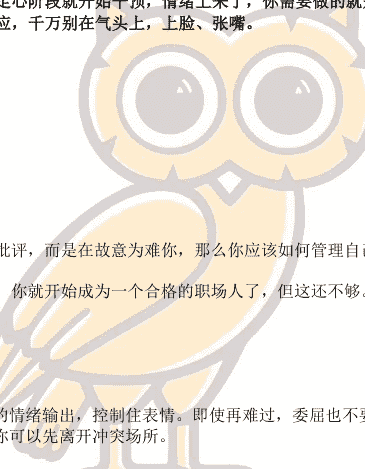 走心阶段就开始干预，情绪上来了，你需要做的就是
应，千万别在气头上，上脸、张嘴。
批评，而是在故意为难你，那么你应该如何管理自己
你就开始成为一个合格的职场人了，但这还不够。
的情绪输出，控制住表情。即使再难过，委屈也不要
你可以先离开冲突场所。